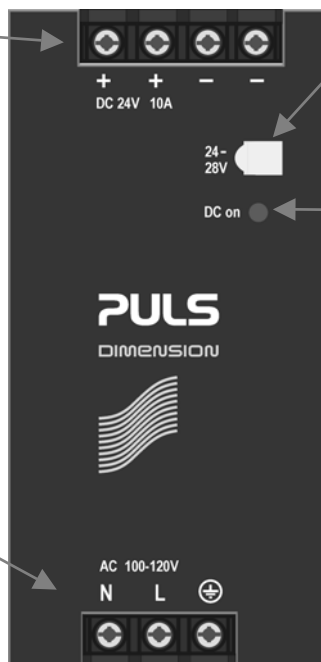 + + − −
DC 24V 10A
24–
28V
DC on
PULS
DIMENSION
AC 100-120V
N L